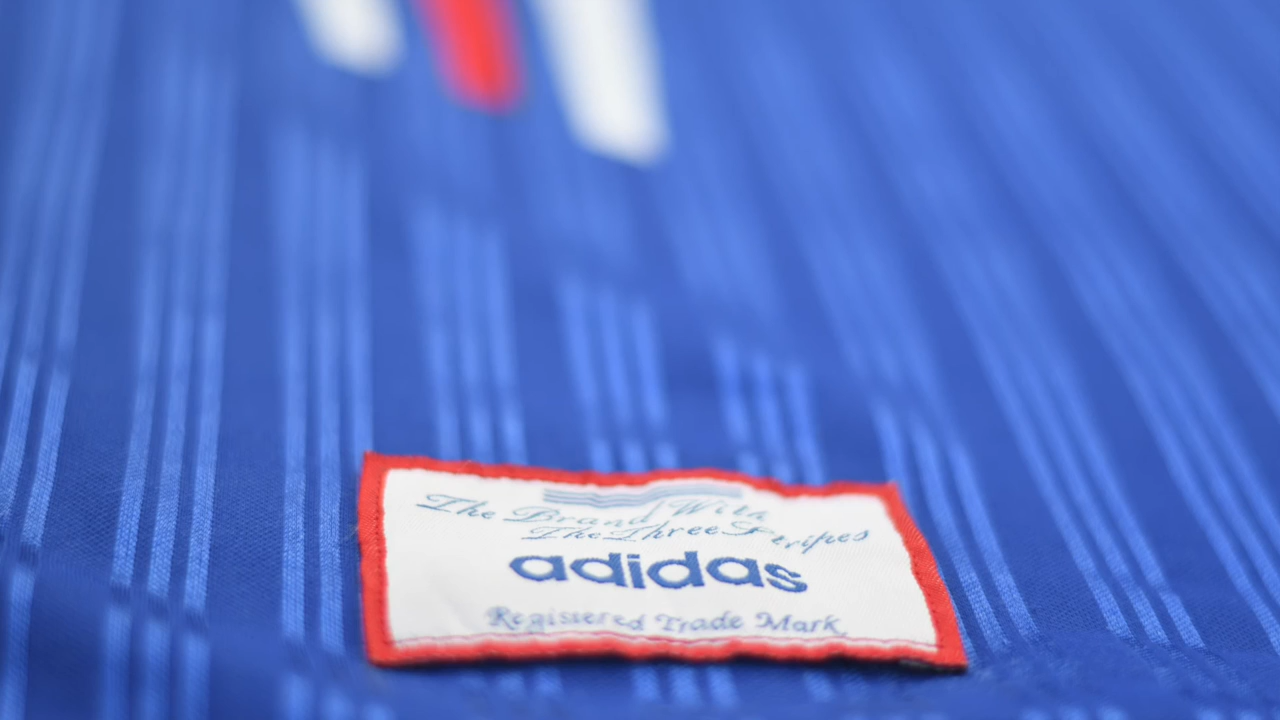 The Brand With
The Three Stripes
adidas
Registered Trade Mark